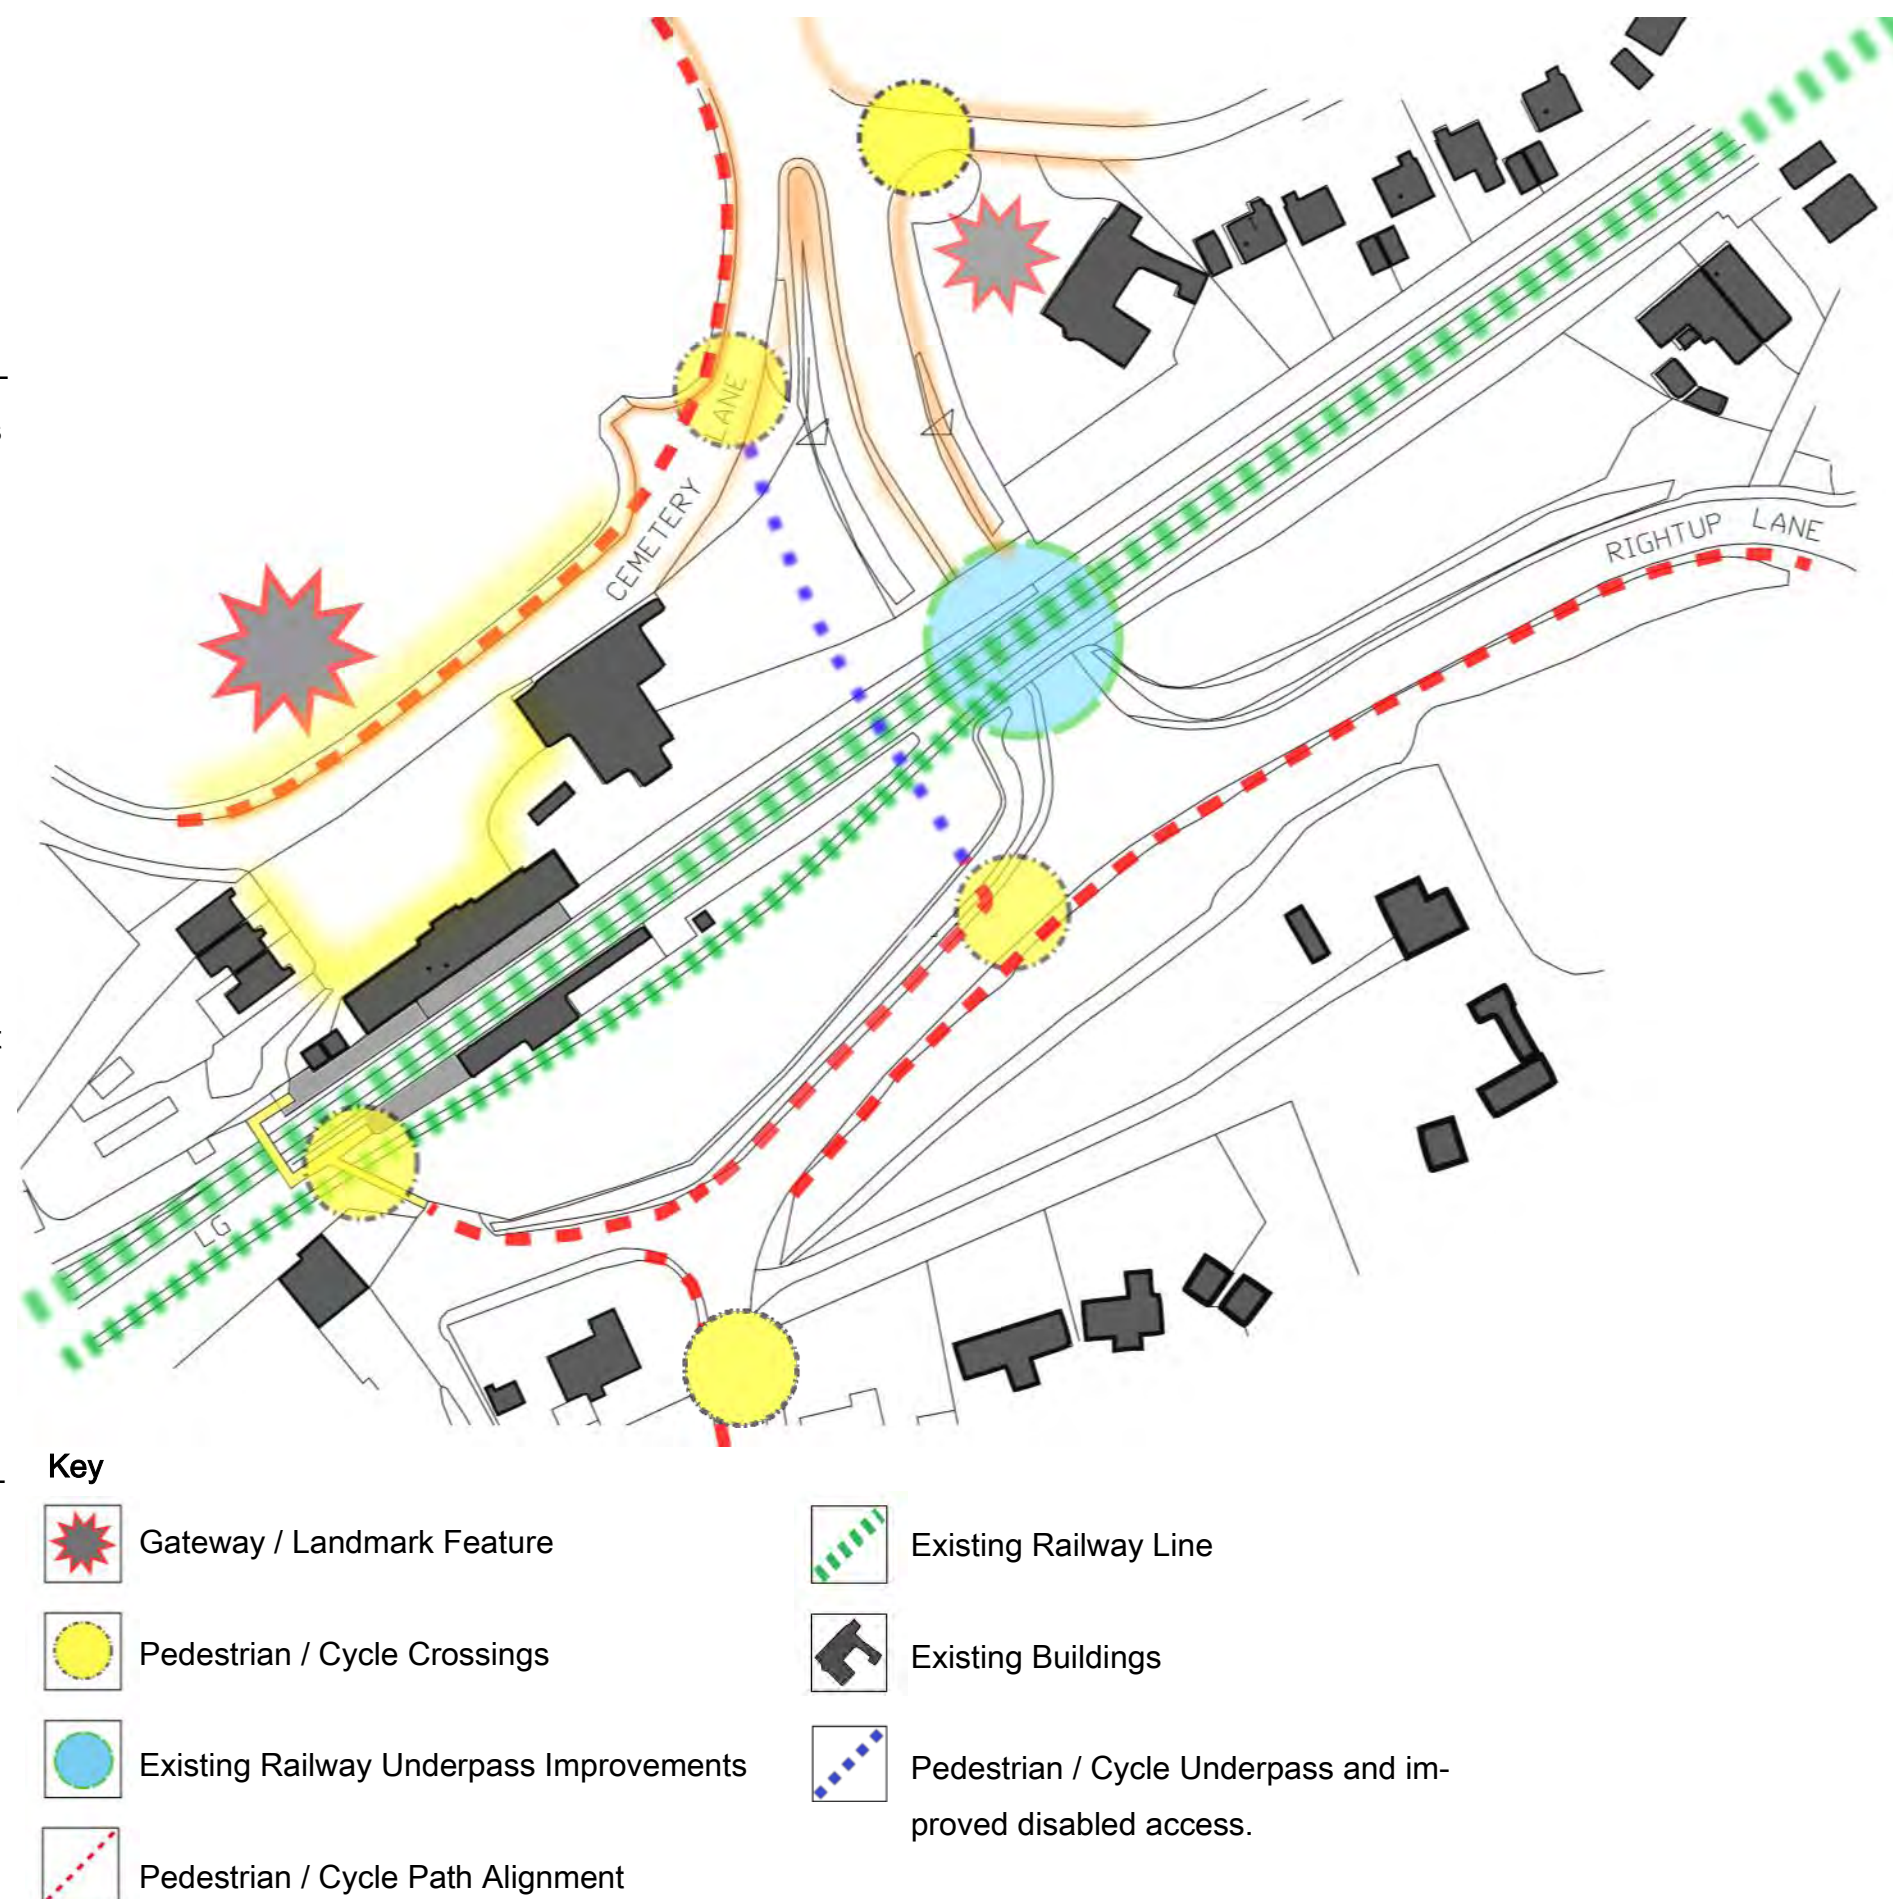 LANE
CEMETERY
RIGHTUP LANE
LG
Key
Gateway / Landmark Feature
Pedestrian / Cycle Crossings
Existing Railway Underpass Improvements
Pedestrian / Cycle Path Alignment
Existing Railway Line
Existing Buildings
Pedestrian / Cycle Underpass and im-
proved disabled access.